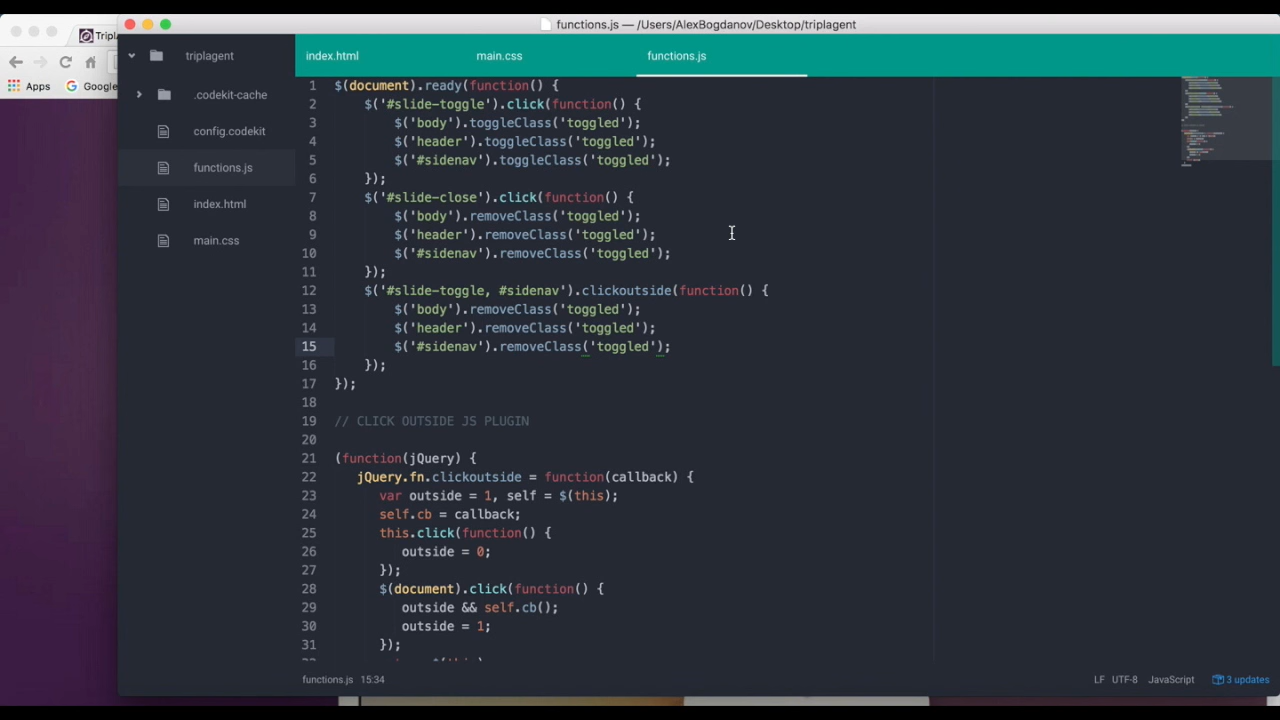 functions.js — /Users/AlexBogdanov/Desktop/triplagent
Tripl
Apps
Google
triplagent
.codekit-cache
config.codekit
functions.js
index.html
main.css
index.html
main.css
functions.js
1 $(document).ready(function() {
2 $('#slide-toggle').click(function() {
3 $('body').toggleClass('toggled');
4 $('header').toggleClass('toggled');
5 $('#sidenav').toggleClass('toggled');
6 });
7 $('#slide-close').click(function() {
8 $('body').removeClass('toggled');
9 $('header').removeClass('toggled');
10 $('#sidenav').removeClass('toggled');
11 });
12 $('#slide-toggle, #sidenav').clickoutside(function() {
13 $('body').removeClass('toggled');
14 $('header').removeClass('toggled');
15 $('#sidenav').removeClass('toggled');
16 });
17 });
18
19 // CLICK OUTSIDE JS PLUGIN
20
21 (function(jQuery) {
22 jQuery.fn.clickoutside = function(callback) {
23 var outside = 1, self = $(this);
24 self.cb = callback;
25 this.click(function() {
26 outside = 0;
27 });
28 $(document).click(function() {
29 outside && self.cb();
30 outside = 1;
31 });
functions.js 15:34
LF UTF-8 JavaScript 3 updates